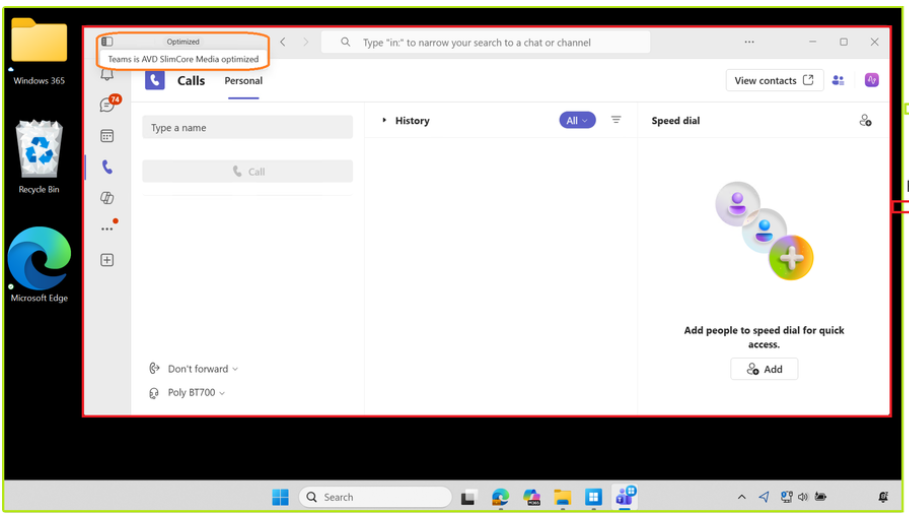 Optimized
Type "in:" to narrow your search to a chat or channel
Teams is AVD SlimCore Media optimized
Windows 365
Calls
Personal
View contacts
74
Type a name
History
All
Speed dial
Call
Recycle Bin
Microsoft Edge
Add people to speed dial for quick
access.
Add
Don't forward
Poly BT700
Search